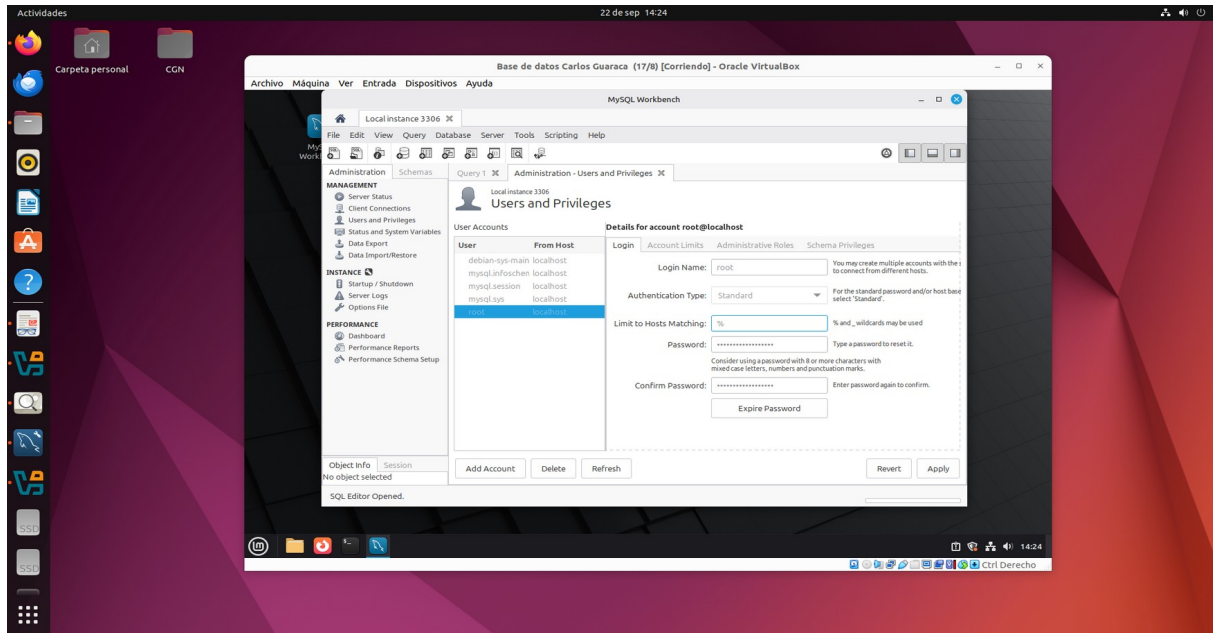 Actividades
22 de sep 14:24
Carpeta personal
CGN
Base de datos Carlos Guaraca (17/8) [Corriendo] - Oracle VirtualBox
Archivo Máquina Ver Entrada Dispositivos Ayuda
MySQL Workbench
Local instance 3306
File Edit View Query Database Server Tools Scripting Help
Administration Schemas
Query 1 Administration - Users and Privileges
MANAGEMENT
Server Status
Client Connections
Users and Privileges
Status and System Variables
Data Export
Data Import/Restore
INSTANCE
Startup / Shutdown
Server Logs
Options File
PERFORMANCE
Dashboard
Performance Reports
Performance Schema Setup
Object Info Session
No object selected
Local instance 3306
Users and Privileges
User Accounts
User From Host
debian-sys-main localhost
mysql.infoschen localhost
mysql.session localhost
mysql.sys localhost
root localhost
Details for account root@localhost
Login Account Limits Administrative Roles Schema Privileges
Login Name: root
You may create multiple accounts with the s
to connect from different hosts.
Authentication Type: Standard
For the standard password and/or host base
select 'Standard'.
Limit to Hosts Matching: %
% and _ wildcards may be used
Password: ******************
Type a password to reset it.
Consider using a password with 8 or more characters with
mixed case letters, numbers and punctuation marks.
Confirm Password: ******************
Enter password again to confirm.
Expire Password
Add Account Delete Refresh
Revert Apply
SQL Editor Opened.
14:24
Ctrl Derecho
SSD
SSD